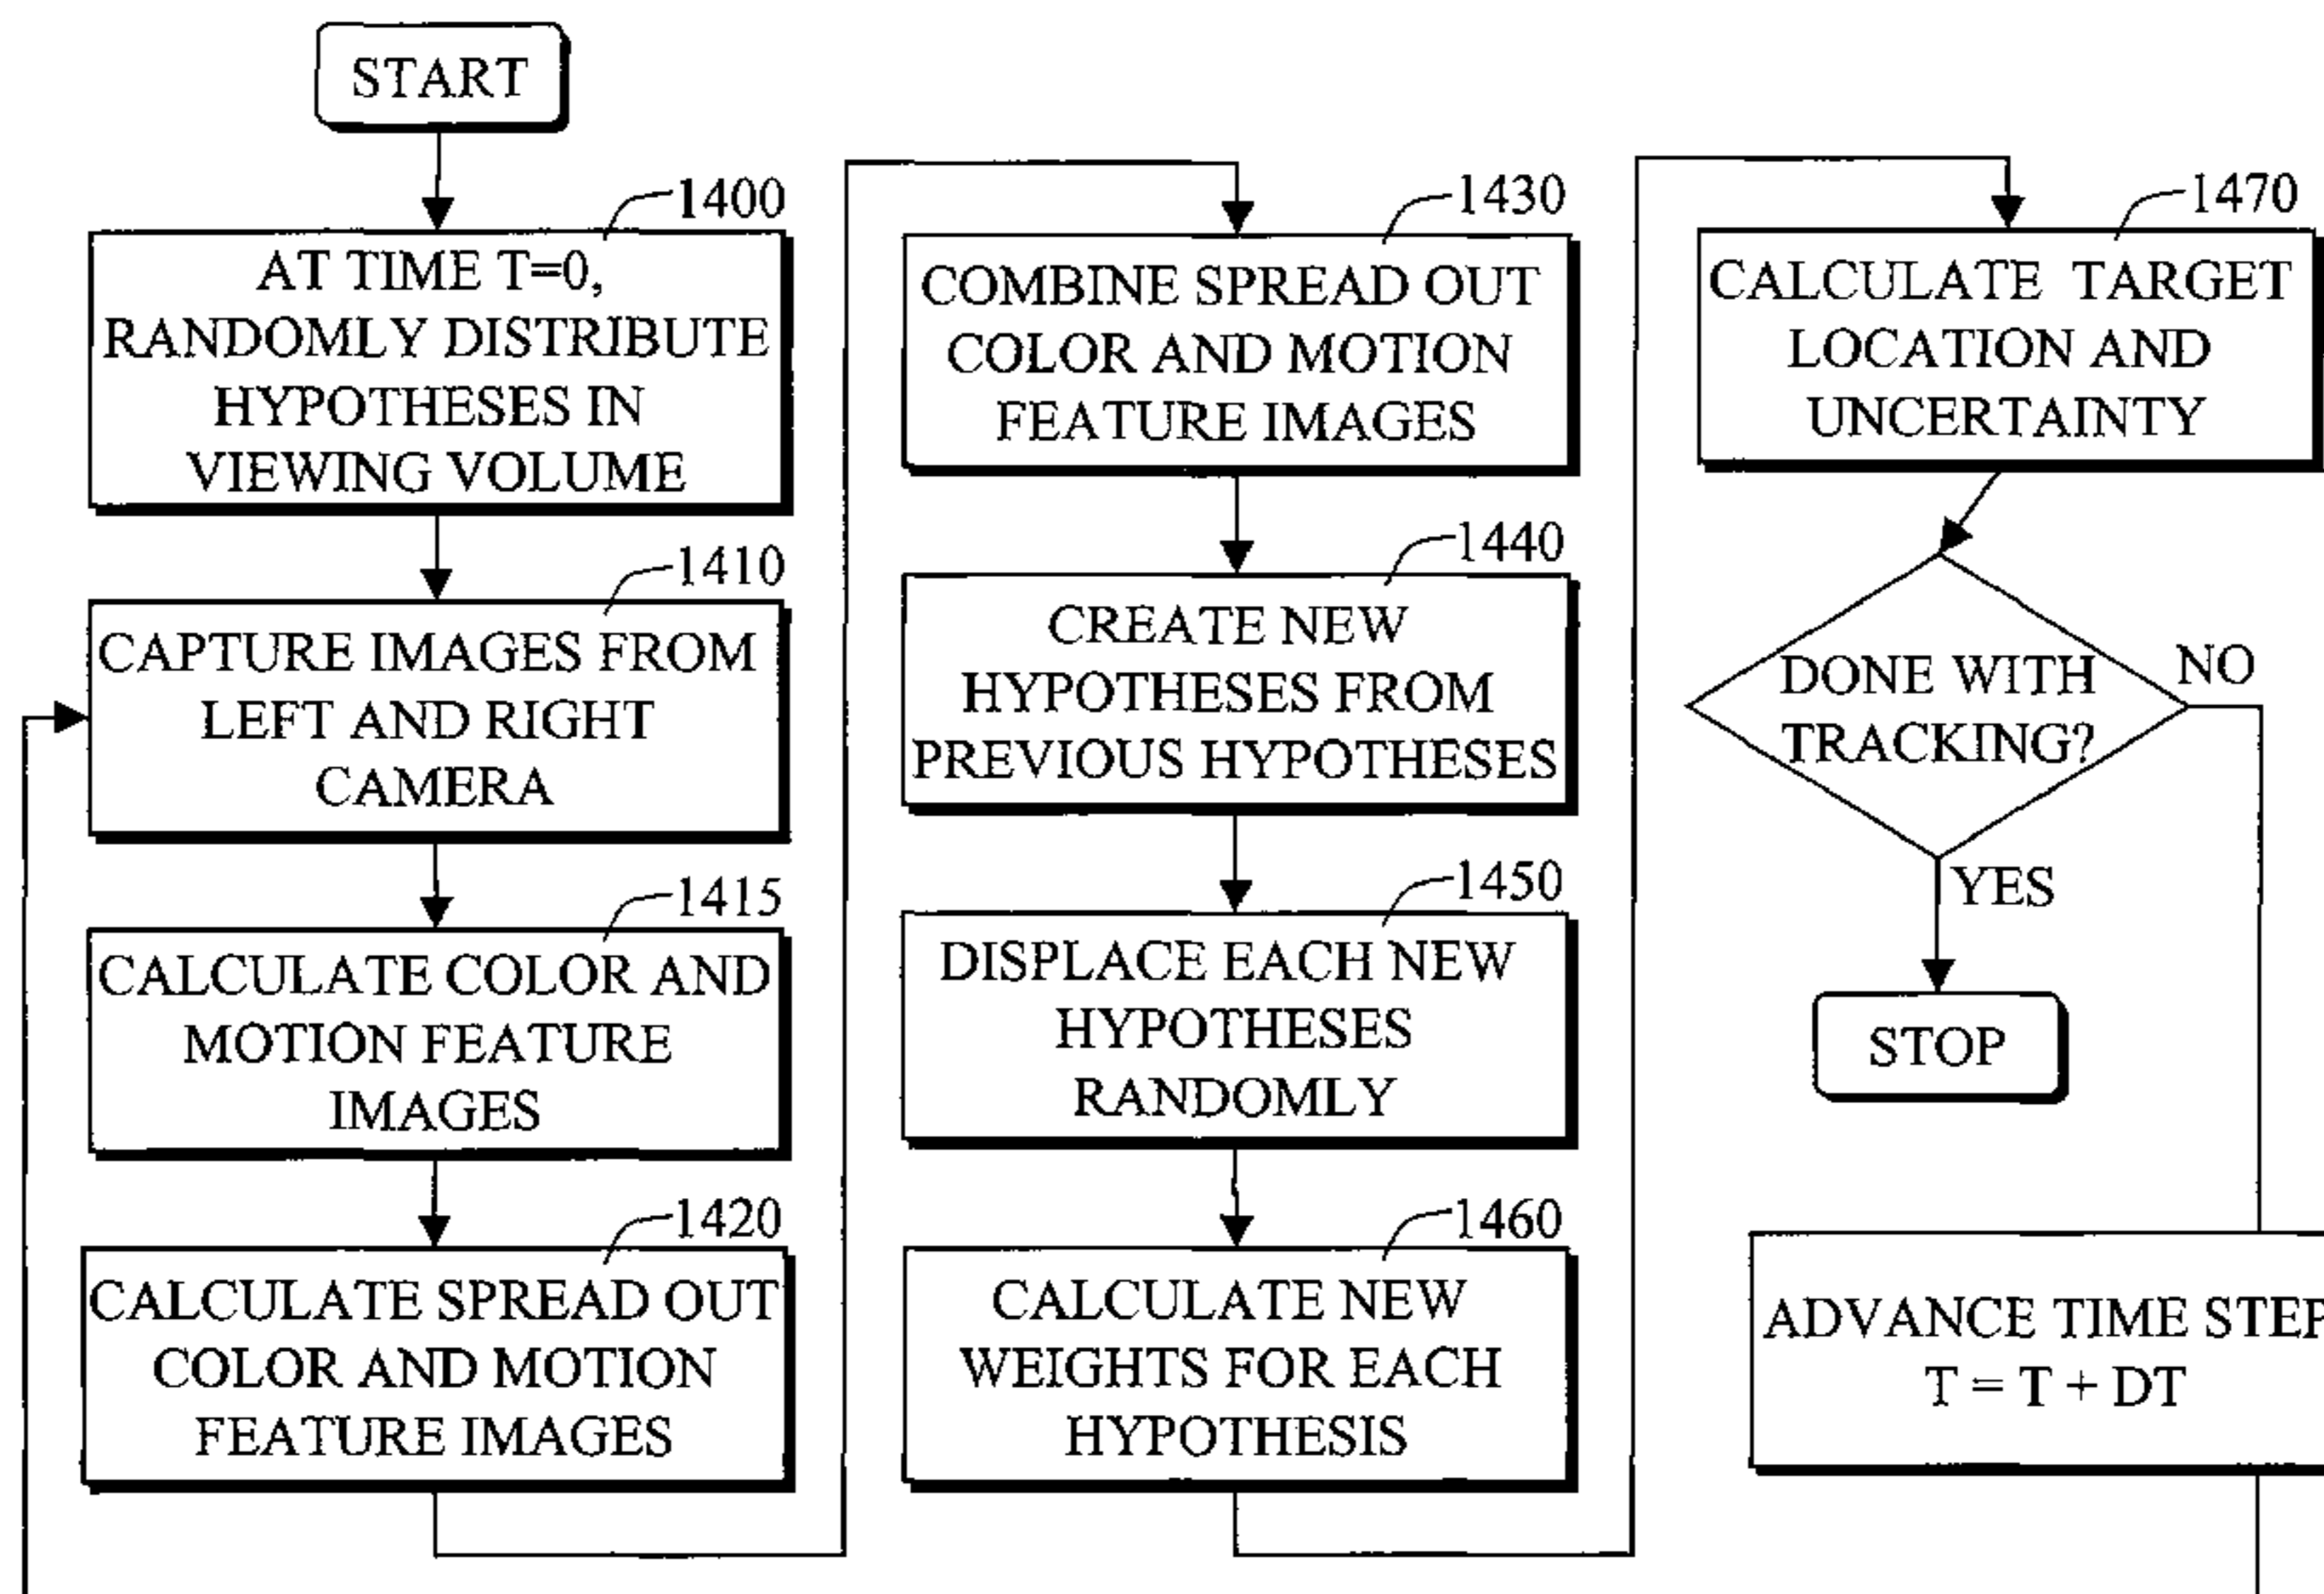 START
1400
AT TIME T=0,
RANDOMLY DISTRIBUTE
HYPOTHESES IN
VIEWING VOLUME
1410
CAPTURE IMAGES FROM
LEFT AND RIGHT
CAMERA
1415
CALCULATE COLOR AND
MOTION FEATURE
IMAGES
1420
CALCULATE SPREAD OUT
COLOR AND MOTION
FEATURE IMAGES
1430
COMBINE SPREAD OUT
COLOR AND MOTION
FEATURE IMAGES
1440
CREATE NEW
HYPOTHESES FROM
PREVIOUS HYPOTHESES
1450
DISPLACE EACH NEW
HYPOTHESES
RANDOMLY
1460
CALCULATE NEW
WEIGHTS FOR EACH
HYPOTHESIS
1470
CALCULATE TARGET
LOCATION AND
UNCERTAINTY
DONE WITH
TRACKING?
NO
YES
STOP
ADVANCE TIME STEP
T = T + DT